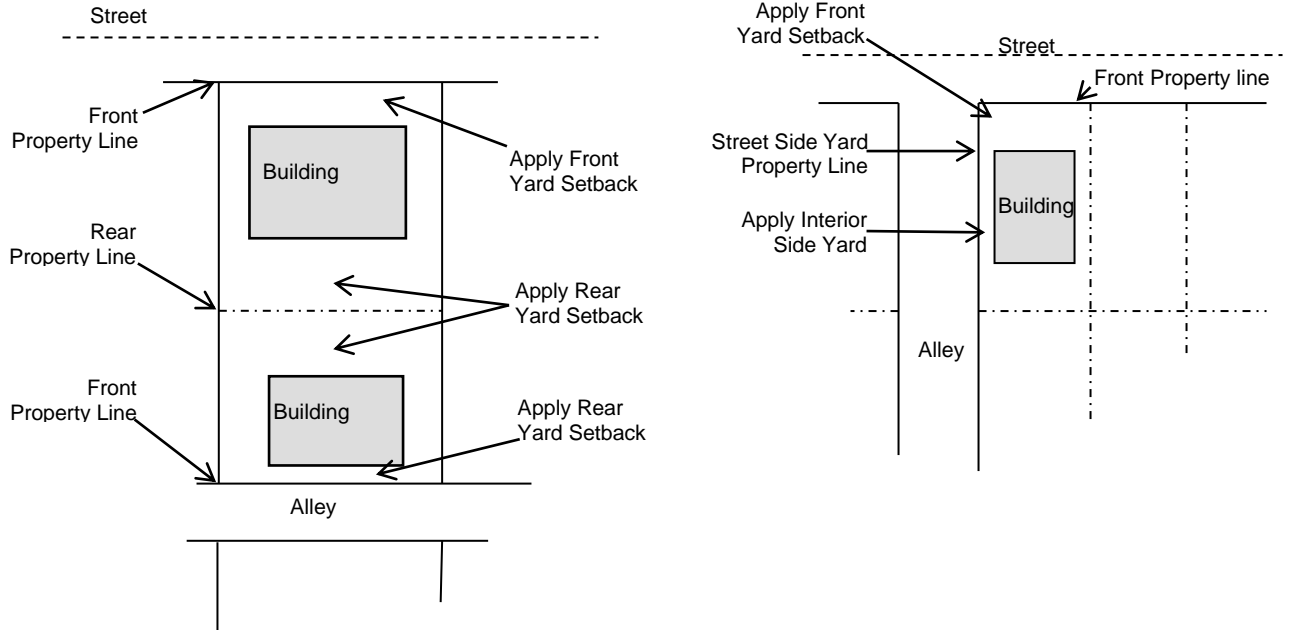 Street
Front
Property Line
Building
Apply Front
Yard Setback
Rear
Property Line
Apply Rear
Yard Setback
Front
Property Line
Building
Apply Rear
Yard Setback
Alley
Apply Front
Yard Setback
Street
Front Property line
Street Side Yard
Property Line
Building
Apply Interior
Side Yard
Alley